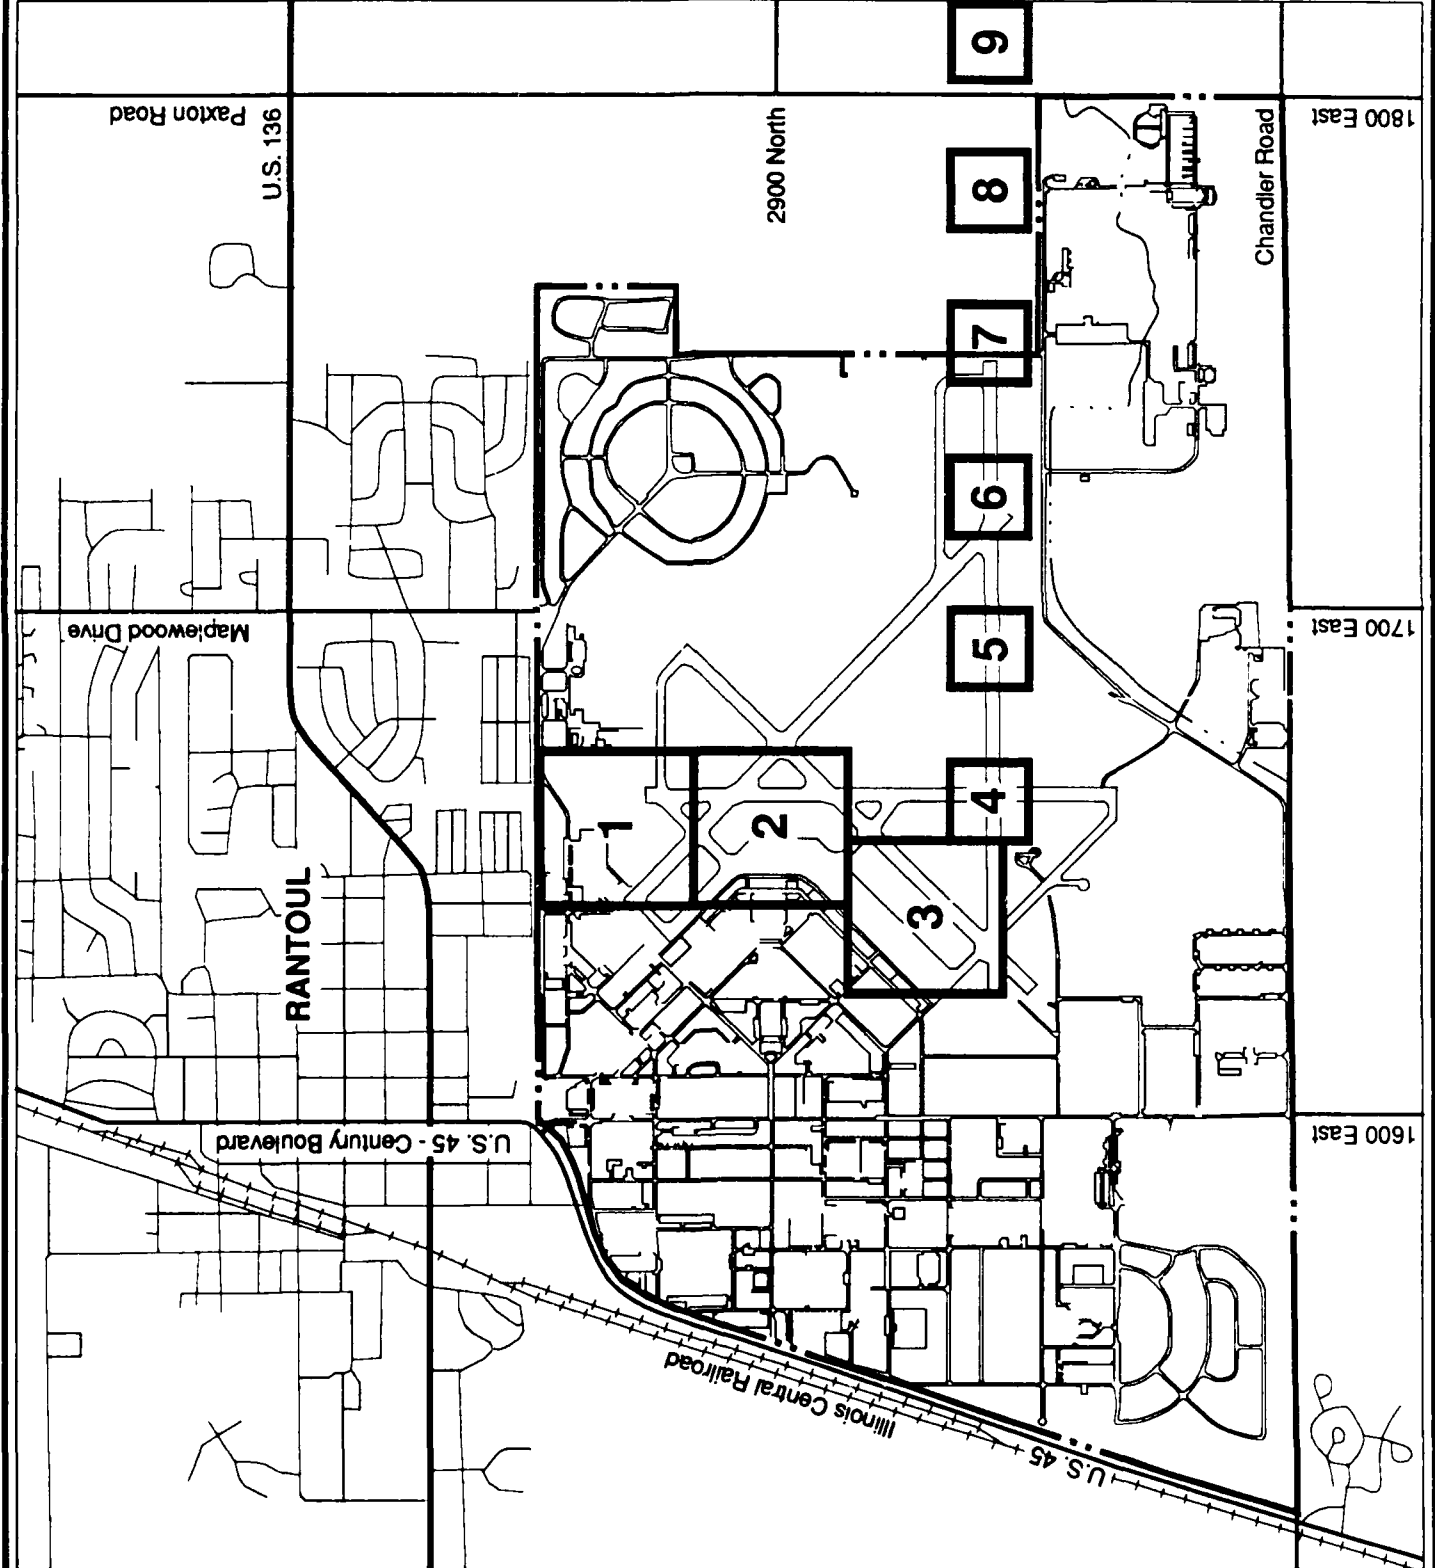 9
Paxton Road
U.S. 136
2900 North
1800 East
Chandler Road
8
7
6
Maplewood Drive
5
1700 East
4
1
2
RANTOUL
3
U.S. 45 - Century Boulevard
1600 East
Illinois Central Railroad
U.S. 45